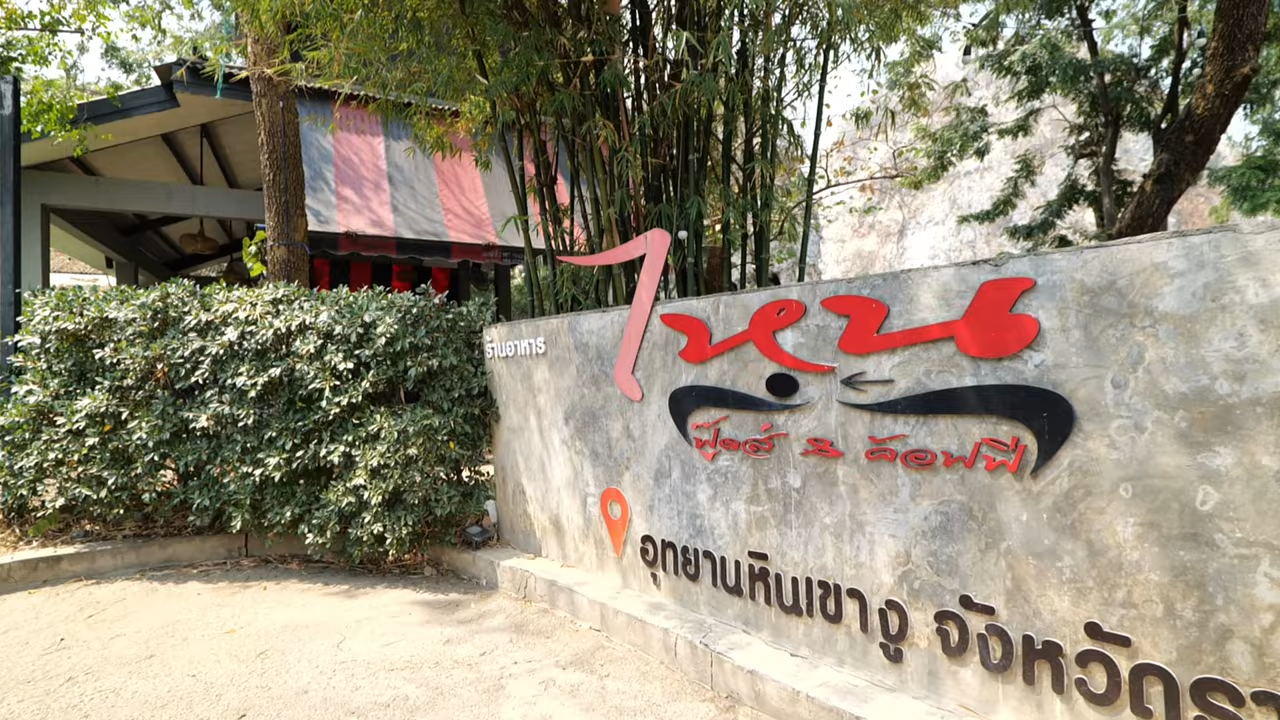 ร้านอาหาร
ไหน
ฟู๊ดส์ & ค๊อฟฟี่
อุทยานหินเขางู จังหวัดรา